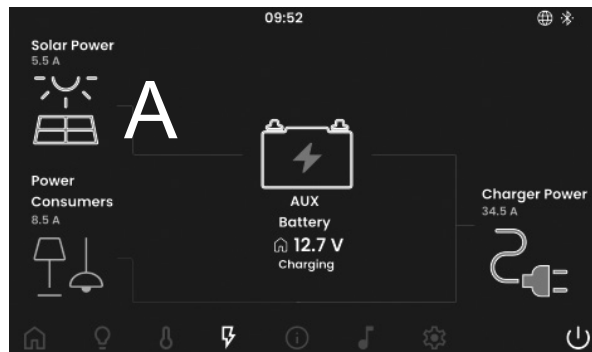 09:52
Solar Power
5.5 A
A
Power
Consumers
8.5 A
AUX
Battery
12.7 V
Charging
Charger Power
34.5 A